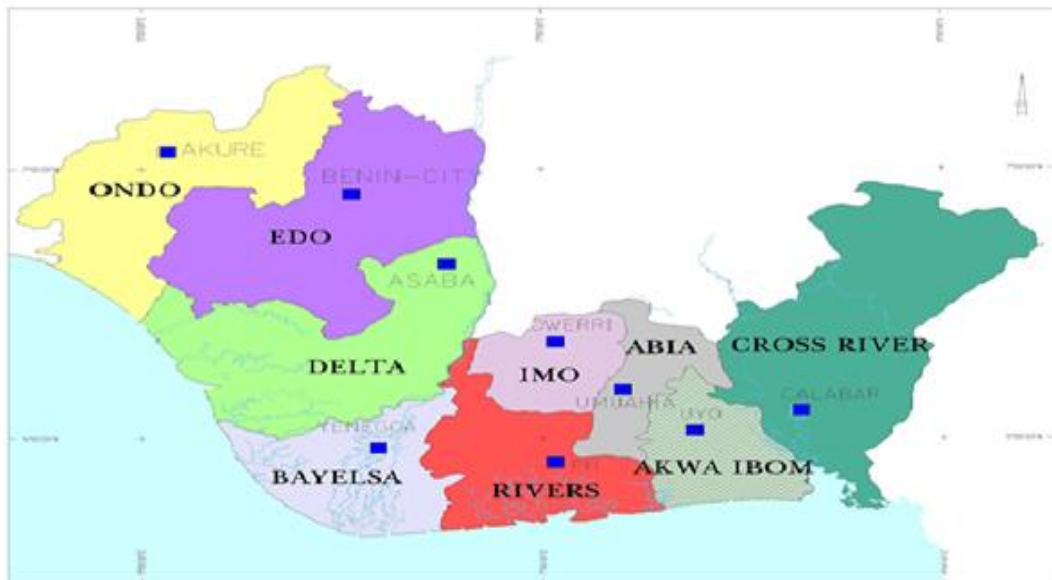 AKURE
ONDO
BENIN-CITY
EDO
ASABA
DELTA
OWERRI
IMO
ABIA
CROSS RIVER
UMUAHIA
CALABAR
UYO
YENEGOA
BAYELSA
AKWA IBOM
RIVERS